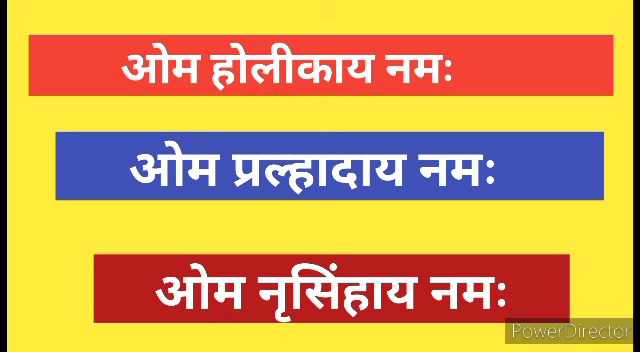 ओम होलीकाय नमः
ओम प्रल्हादाय नमः
ओम नृसिंहाय नमः
PowerDirector